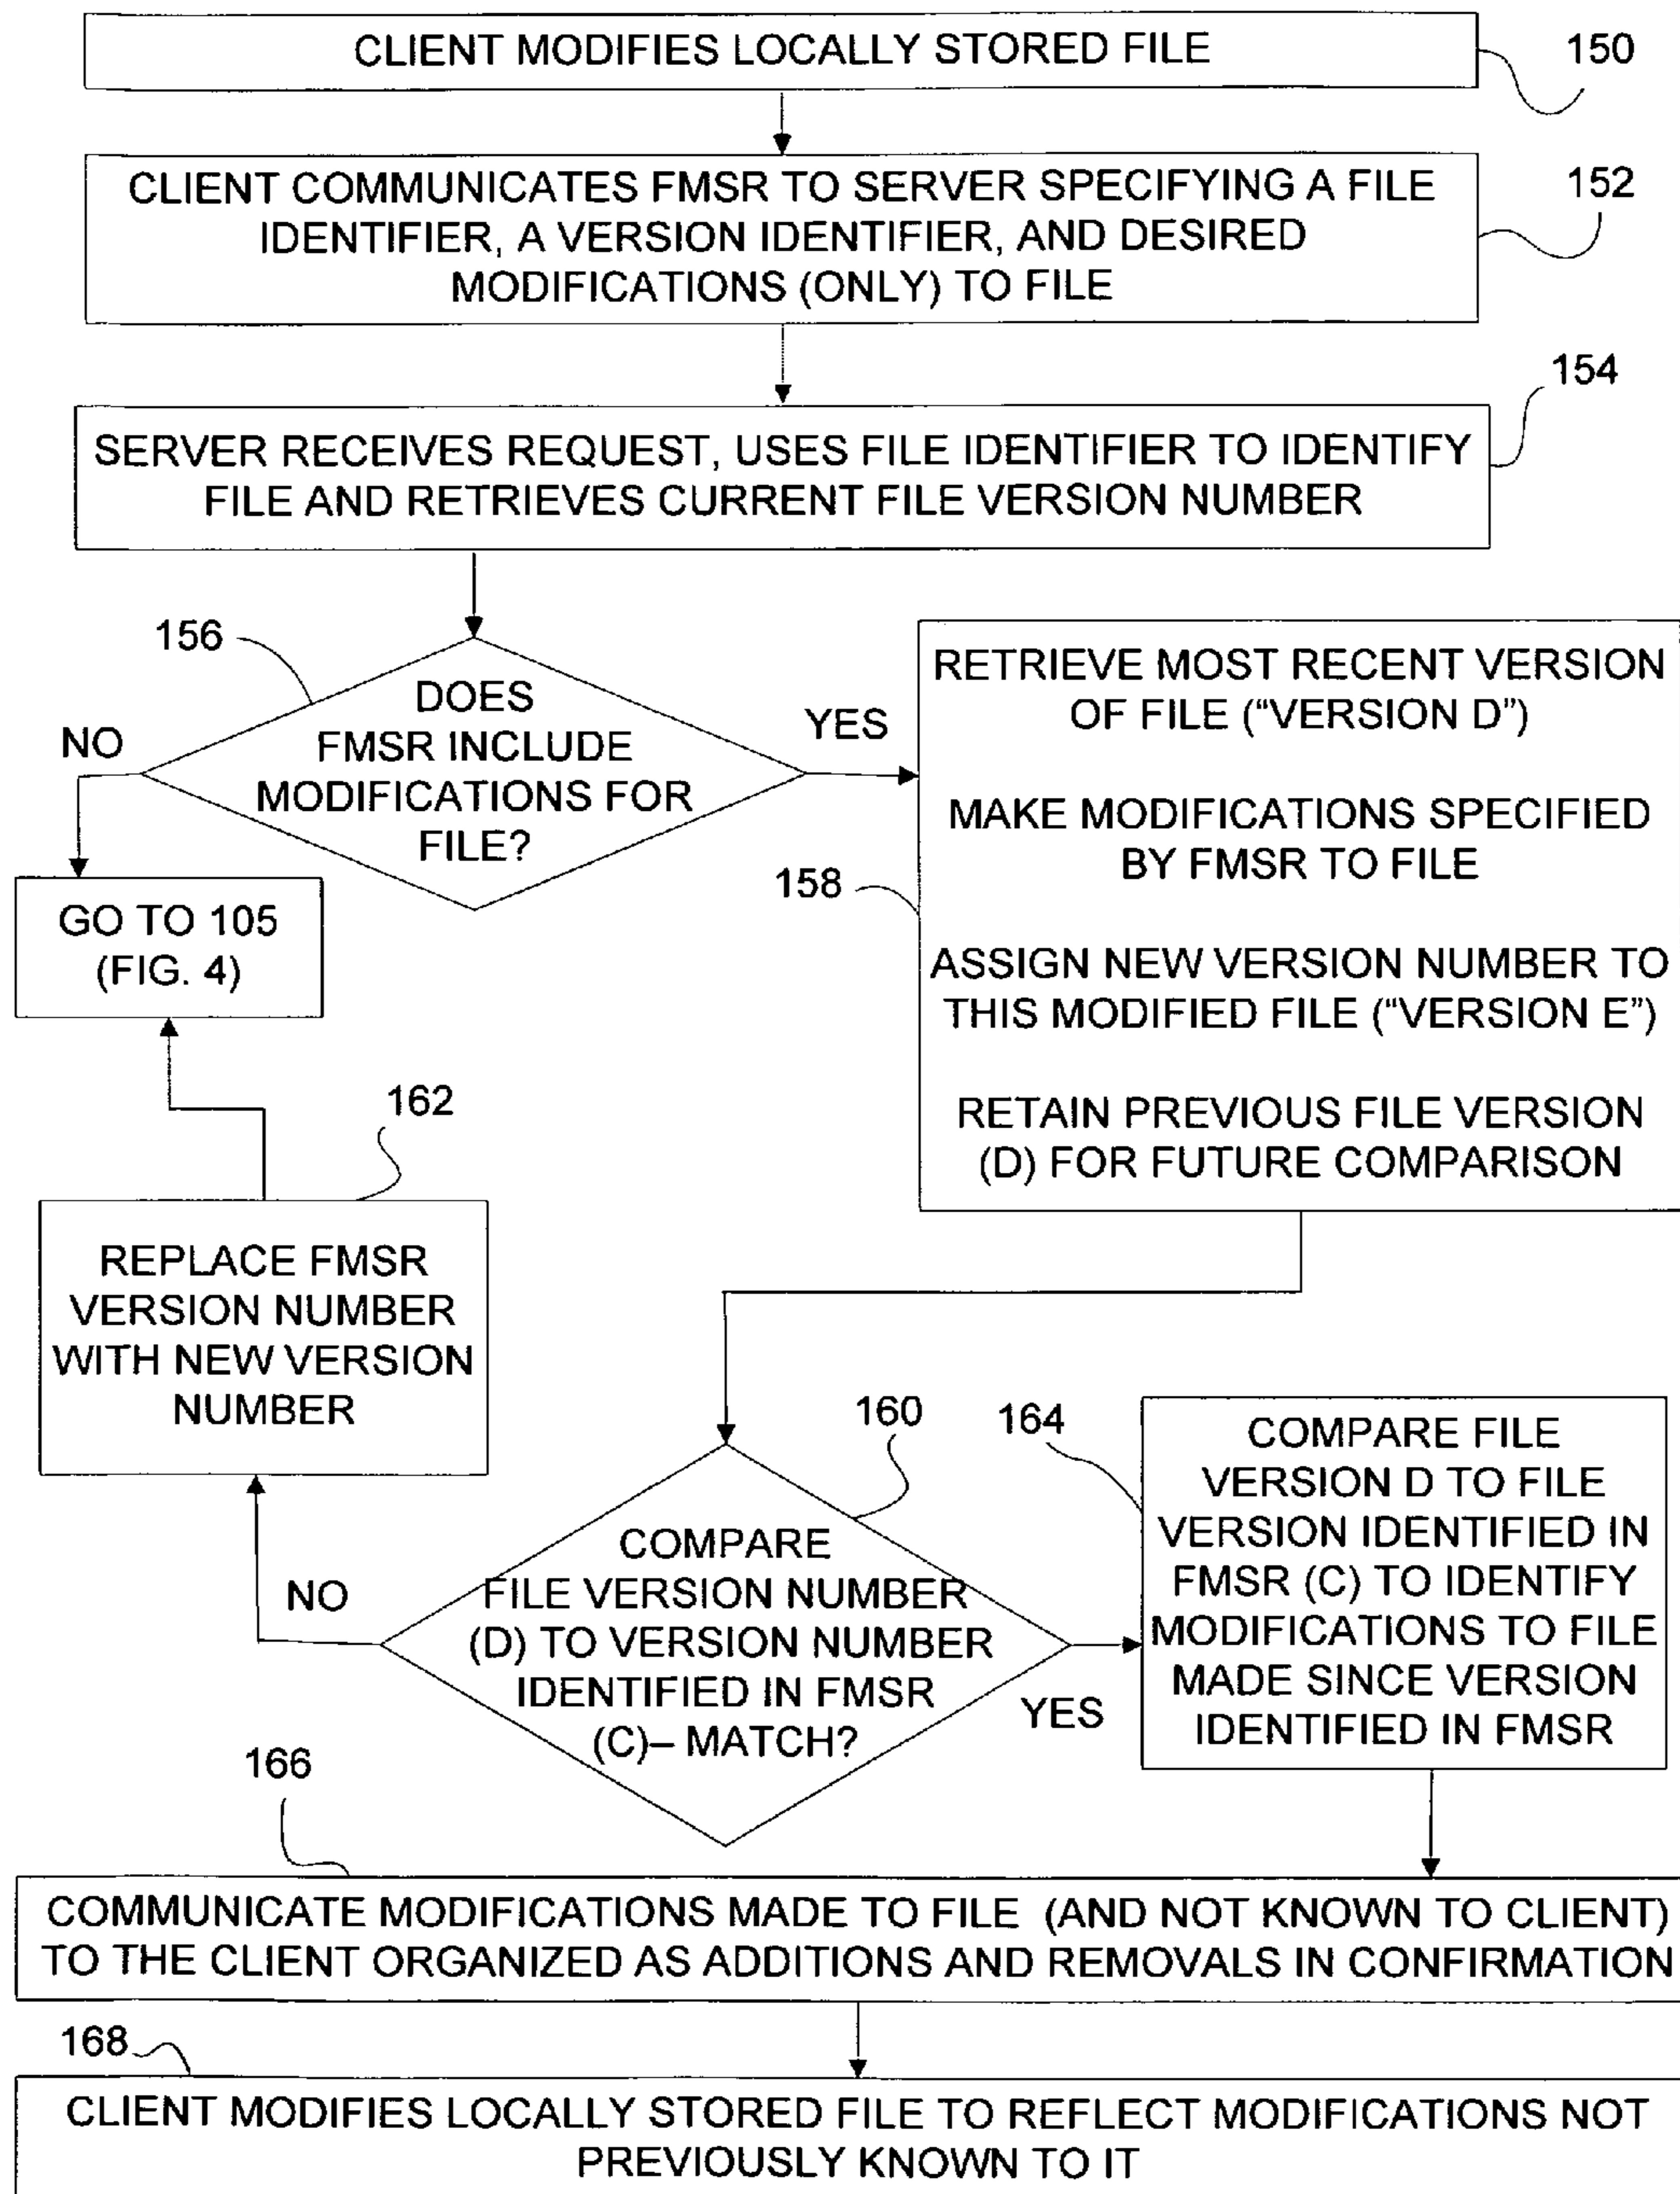 CLIENT MODIFIES LOCALLY STORED FILE
150
CLIENT COMMUNICATES FMSR TO SERVER SPECIFYING A FILE
IDENTIFIER, A VERSION IDENTIFIER, AND DESIRED
MODIFICATIONS (ONLY) TO FILE
152
154
SERVER RECEIVES REQUEST, USES FILE IDENTIFIER TO IDENTIFY
FILE AND RETRIEVES CURRENT FILE VERSION NUMBER
156
DOES
FMSR INCLUDE
MODIFICATIONS FOR
FILE?
NO
YES
GO TO 105
(FIG. 4)
158
RETRIEVE MOST RECENT VERSION
OF FILE (“VERSION D”)
MAKE MODIFICATIONS SPECIFIED
BY FMSR TO FILE
ASSIGN NEW VERSION NUMBER TO
THIS MODIFIED FILE (“VERSION E”)
RETAIN PREVIOUS FILE VERSION
(D) FOR FUTURE COMPARISON
162
REPLACE FMSR
VERSION NUMBER
WITH NEW VERSION
NUMBER
160
COMPARE
FILE VERSION NUMBER
(D) TO VERSION NUMBER
IDENTIFIED IN FMSR
(C)– MATCH?
NO
YES
164
COMPARE FILE
VERSION D TO FILE
VERSION IDENTIFIED IN
FMSR (C) TO IDENTIFY
MODIFICATIONS TO FILE
MADE SINCE VERSION
IDENTIFIED IN FMSR
166
COMMUNICATE MODIFICATIONS MADE TO FILE (AND NOT KNOWN TO CLIENT)
TO THE CLIENT ORGANIZED AS ADDITIONS AND REMOVALS IN CONFIRMATION
168
CLIENT MODIFIES LOCALLY STORED FILE TO REFLECT MODIFICATIONS NOT
PREVIOUSLY KNOWN TO IT